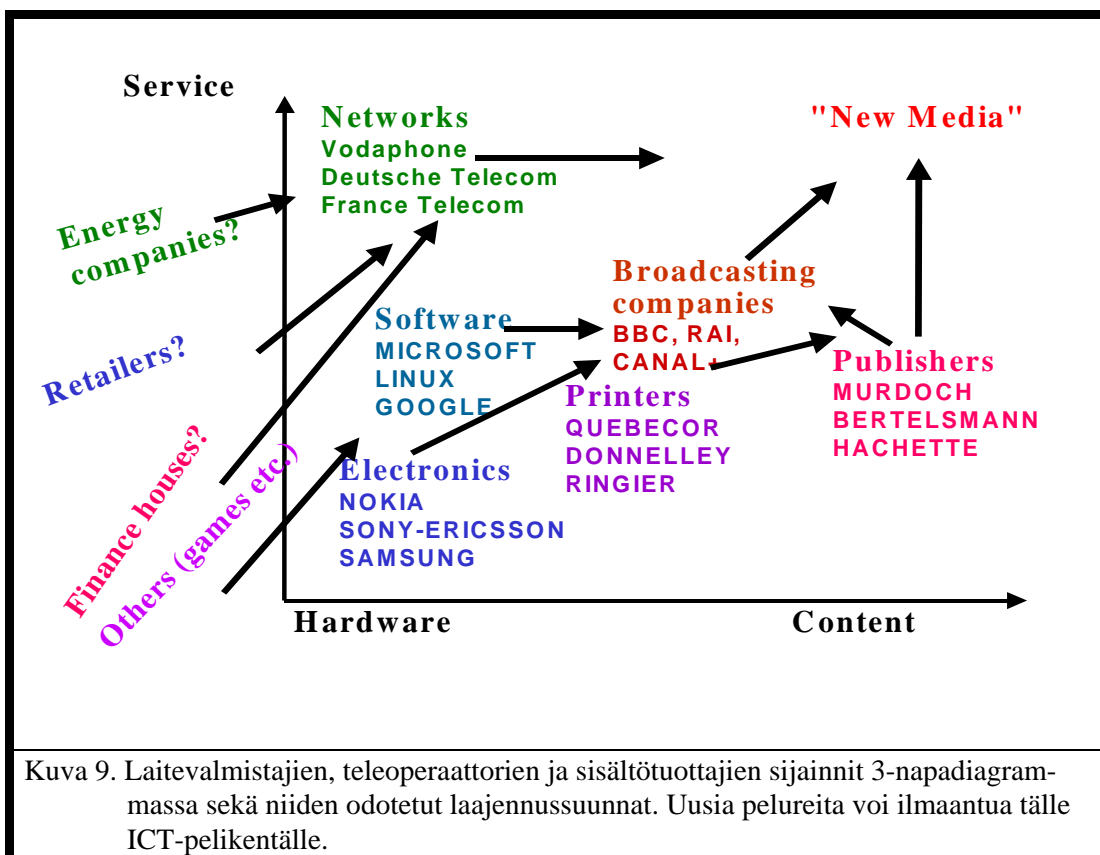 Service
Networks
Vodaphone
Deutsche Telecom
France Telecom
"New Media"
Energy
companies?
Retailers?
Finance houses?
Others (games etc.)
Software
MICROSOFT
LINUX
GOOGLE
Broadcasting
companies
BBC, RAI,
CANAL+
Printers
QUEBECOR
DONNELLEY
RINGIER
Publishers
MURDOCH
BERTELSMANN
HACHETTE
Electronics
NOKIA
SONY-ERICSSON
SAMSUNG
Hardware
Content
Kuva 9. Laitevalmistajien, teleoperaattorien ja sisältötuottajien sijainnit 3-napadiagram-
massa sekä niiden odotetut laajennussuunnat. Uusia pelureita voi ilmaantua tälle
ICT-pelikentälle.